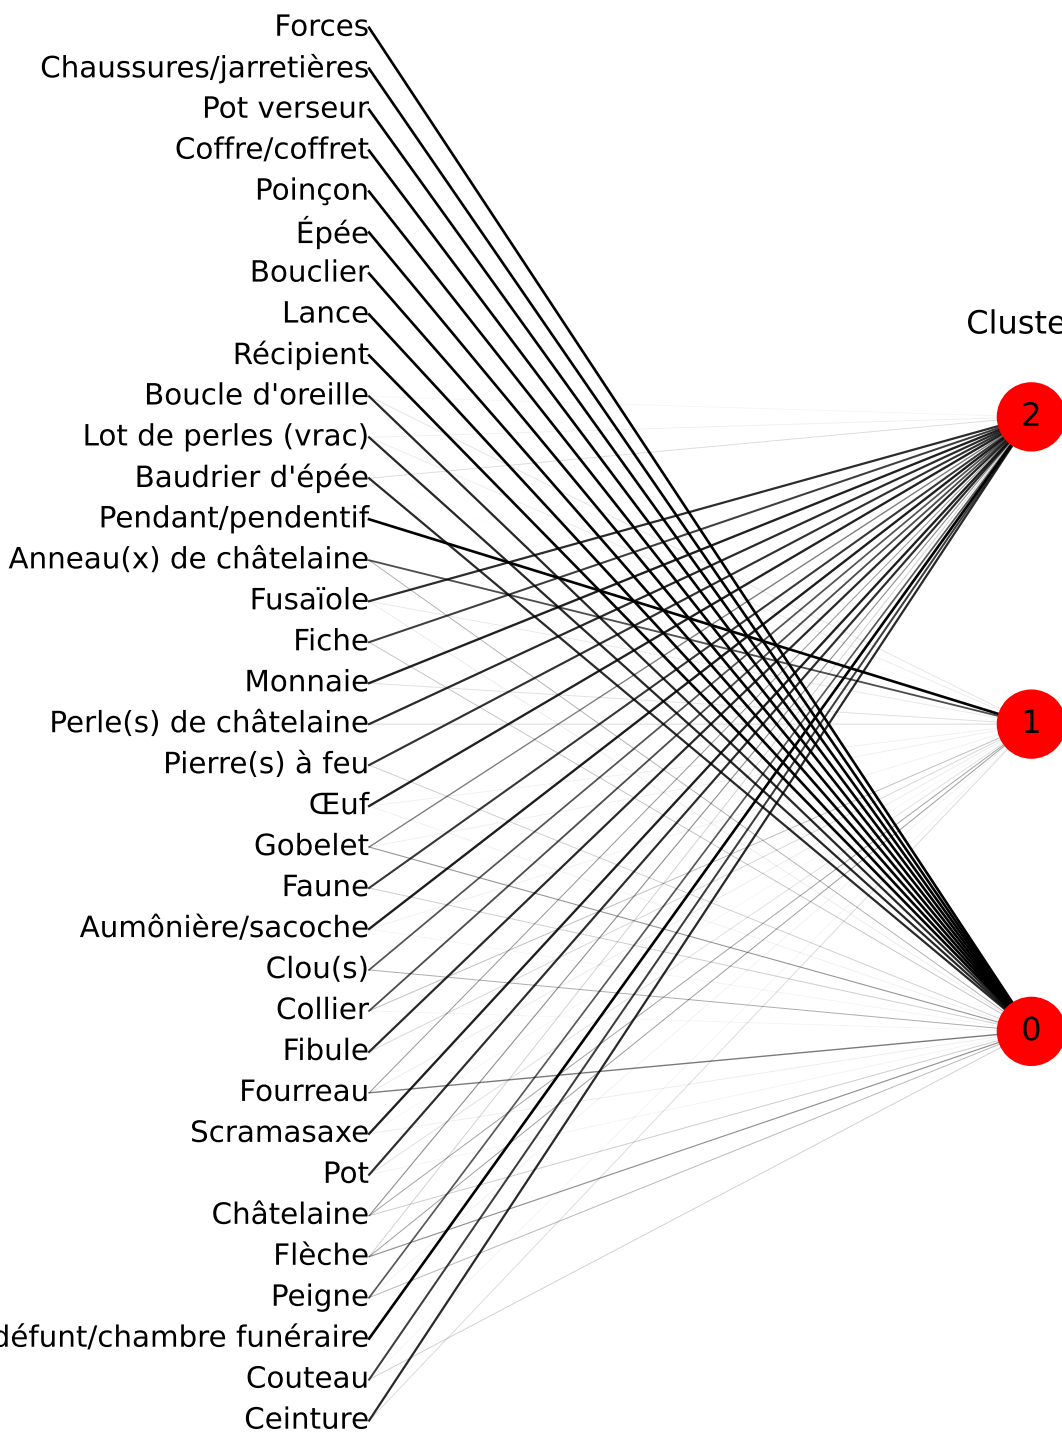 Forces
Chaussures/jarretières
Pot verseur
Coffre/coffret
Poinçon
Épée
Bouclier
Lance
Récipient
Boucle d'oreille
Lot de perles (vrac)
Baudrier d'épée
Pendant/pendentif
Anneau(x) de châtelaine
Fusaïole
Fiche
Monnaie
Perle(s) de châtelaine
Pierre(s) à feu
Œuf
Gobelet
Faune
Aumônière/sacoche
Clou(s)
Collier
Fibule
Fourreau
Scramasaxe
Pot
Châtelaine
Flèche
Peigne
défunt/chambre funéraire
Couteau
Ceinture
Cluste
2
1
0